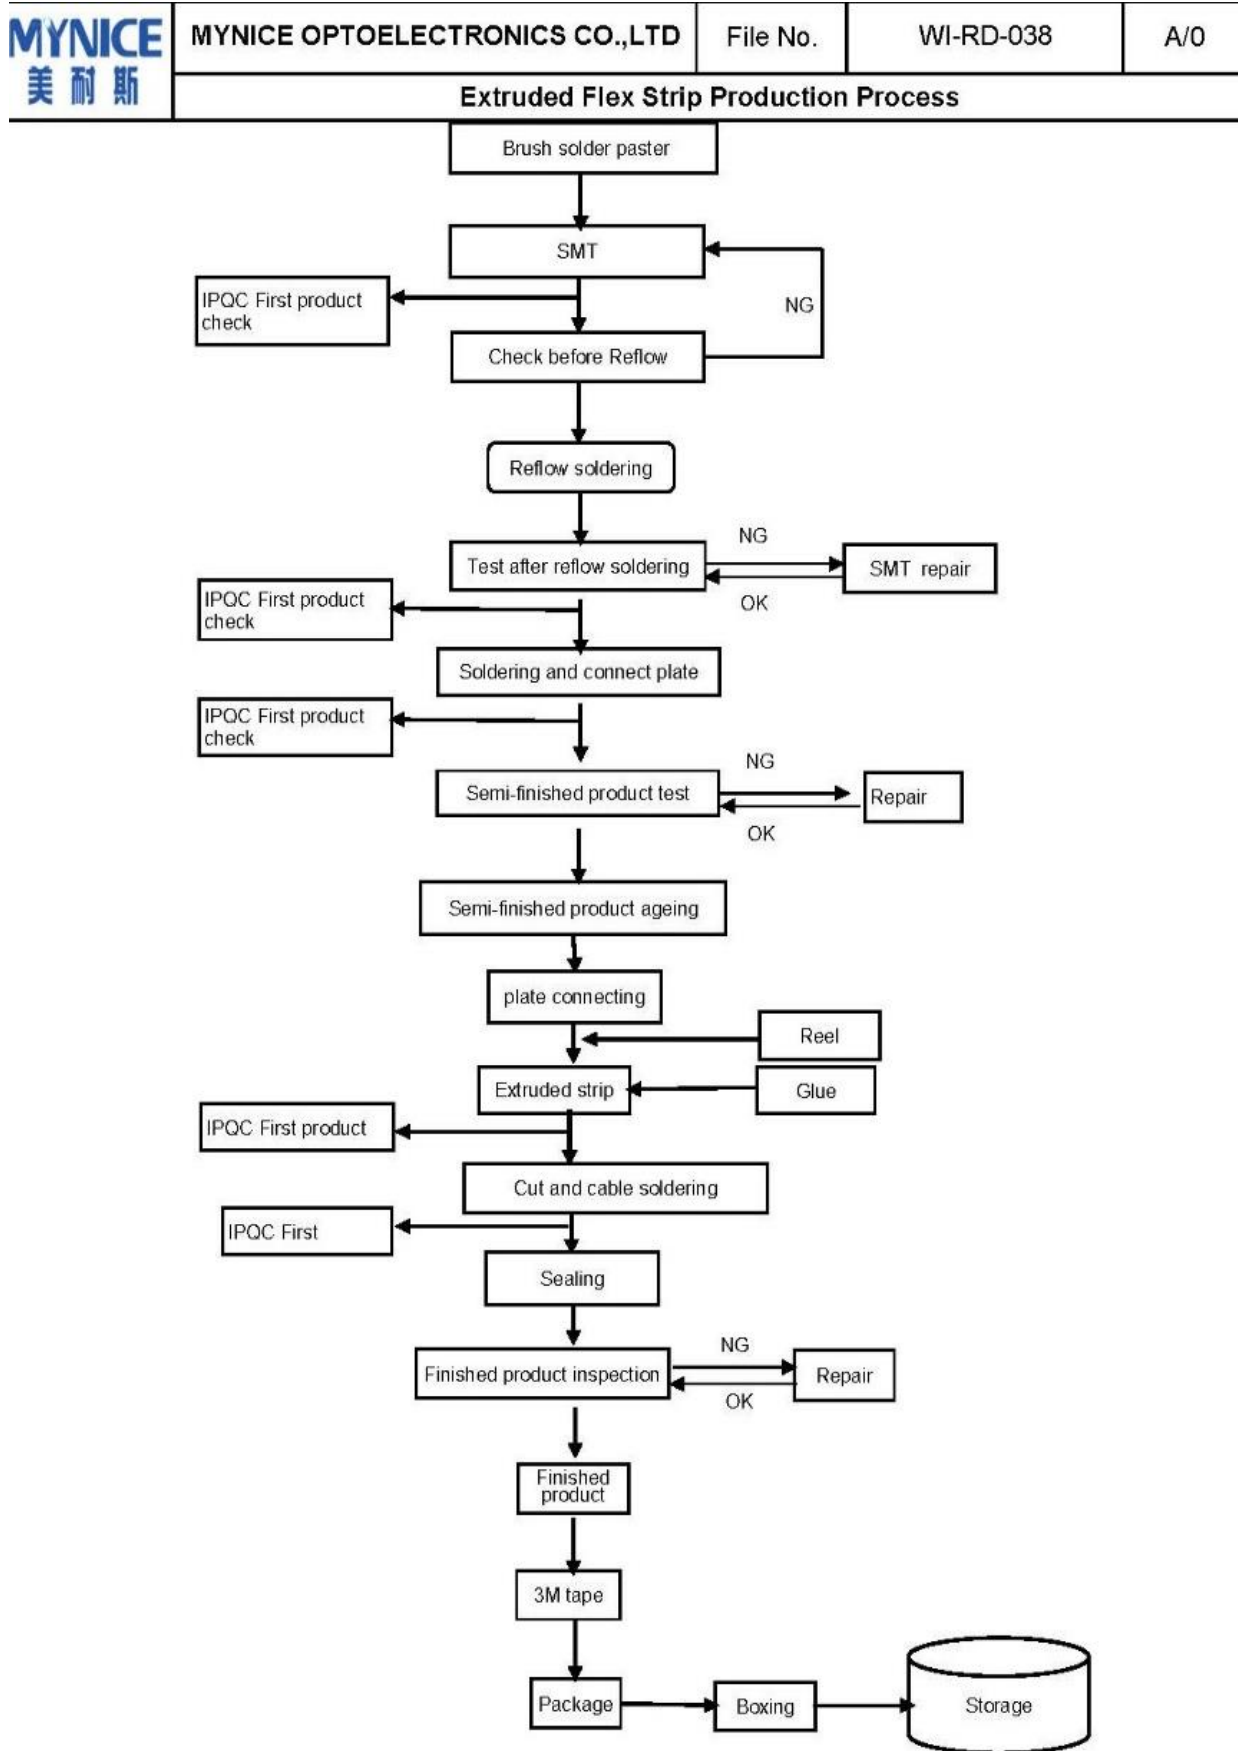 MYNICE
美耐斯
MYNICE OPTOELECTRONICS CO.,LTD
File No.
WI-RD-038
A/0
Extruded Flex Strip Production Process
Brush solder paster
SMT
IPQC First product
check
NG
Check before Reflow
Reflow soldering
NG
Test after reflow soldering
SMT repair
OK
IPQC First product
check
Soldering and connect plate
IPQC First product
check
NG
Semi-finished product test
Repair
OK
Semi-finished product ageing
plate connecting
Reel
Extruded strip
Glue
IPQC First product
Cut and cable soldering
IPQC First
Sealing
NG
Finished product inspection
Repair
OK
Finished
product
3M tape
Package
Boxing
Storage